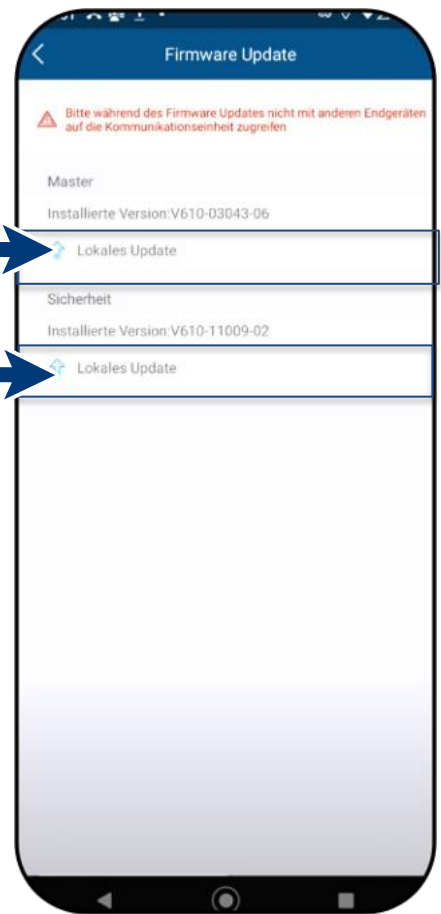 Firmware Update
Bitte während des Firmware Updates nicht mit anderen Endgeräten
auf die Kommunikationseinheit zugreifen
Master
Installierte Version:V610-03043-06
Lokales Update
Sicherheit
Installierte Version:V610-11009-02
Lokales Update